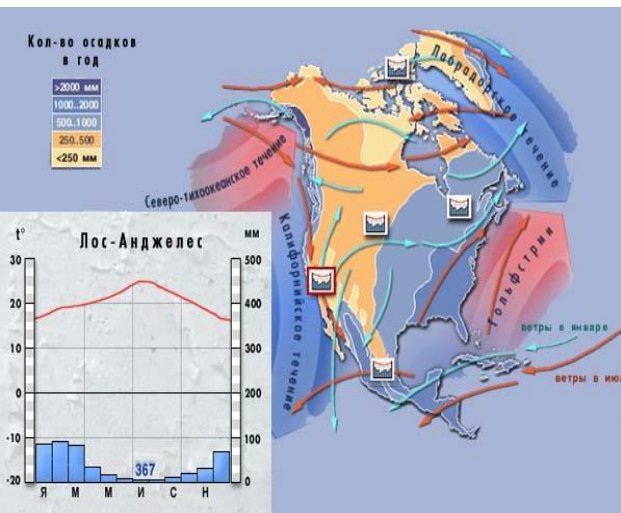 Кол-во осадков
в год
>2000 мм
1000..2000
500..1000
250..500
<250 мм
Лабрадорское течение
Северо-тихоокеанское течение
Калифорнийское течение
Гольфстрим
ветры в январе
ветры в ию
t° Лос-Анджелес мм
30 500
20 400
10 300
0 200
-10 100
-20 0
367
Я М М И С Н